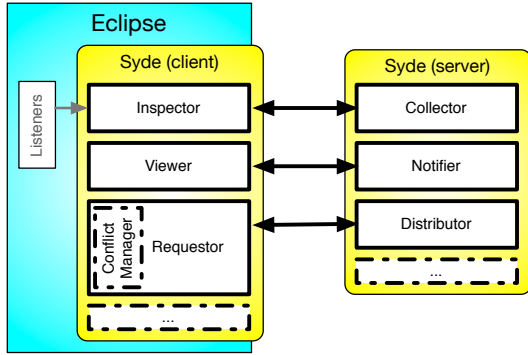 Eclipse
Syde (client)
Syde (server)
Listeners
Inspector
Collector
Viewer
Notifier
Conflict
Manager
Requestor
Distributor
...
...